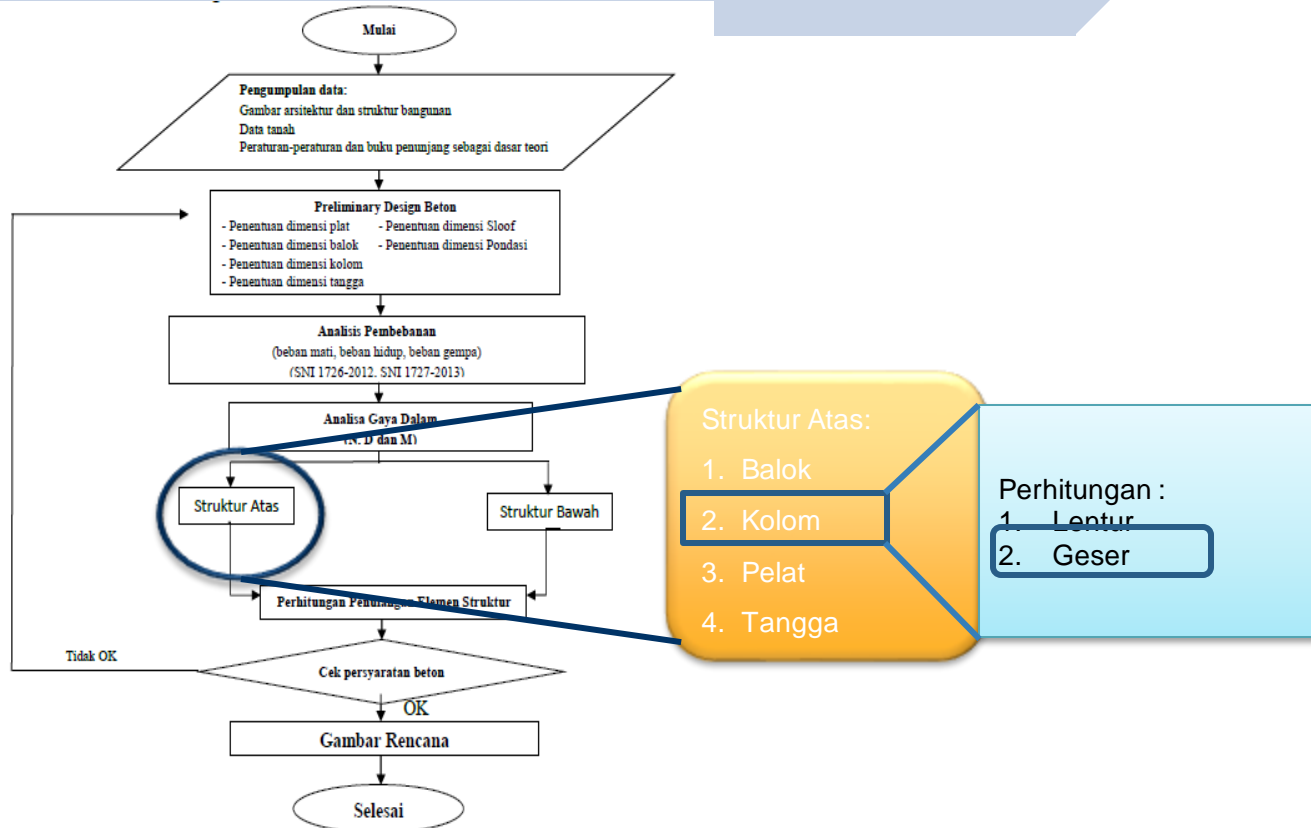 Mulai
Pengumpulan data:
Gambar arsitektur dan struktur bangunan
Data tanah
Peraturan-peraturan dan buku penunjang sebagai dasar teori
Preliminary Design Beton
- Penentuan dimensi plat - Penentuan dimensi Sloof
- Penentuan dimensi balok - Penentuan dimensi Pondasi
- Penentuan dimensi kolom
- Penentuan dimensi tangga
Analisis Pembebanan
(beban mati, beban hidup, beban gempa)
(SNI 1726-2012, SNI 1727-2013)
Analisa Gaya Dalam
(N, D dan M)
Struktur Atas
Struktur Bawah
Perhitungan Penulangan Elemen Struktur
Tidak OK
Cek persyaratan beton
OK
Gambar Rencana
Selesai
Struktur Atas:
1. Balok
2. Kolom
3. Pelat
4. Tangga
Perhitungan :
1. Lentur
2. Geser